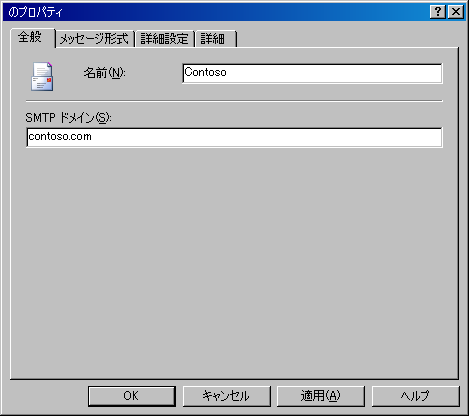 のプロパティ
全般 メッセージ形式 詳細設定 詳細
名前(N): Contoso
SMTP ドメイン(S):
contoso.com
OK キャンセル 適用(A) ヘルプ